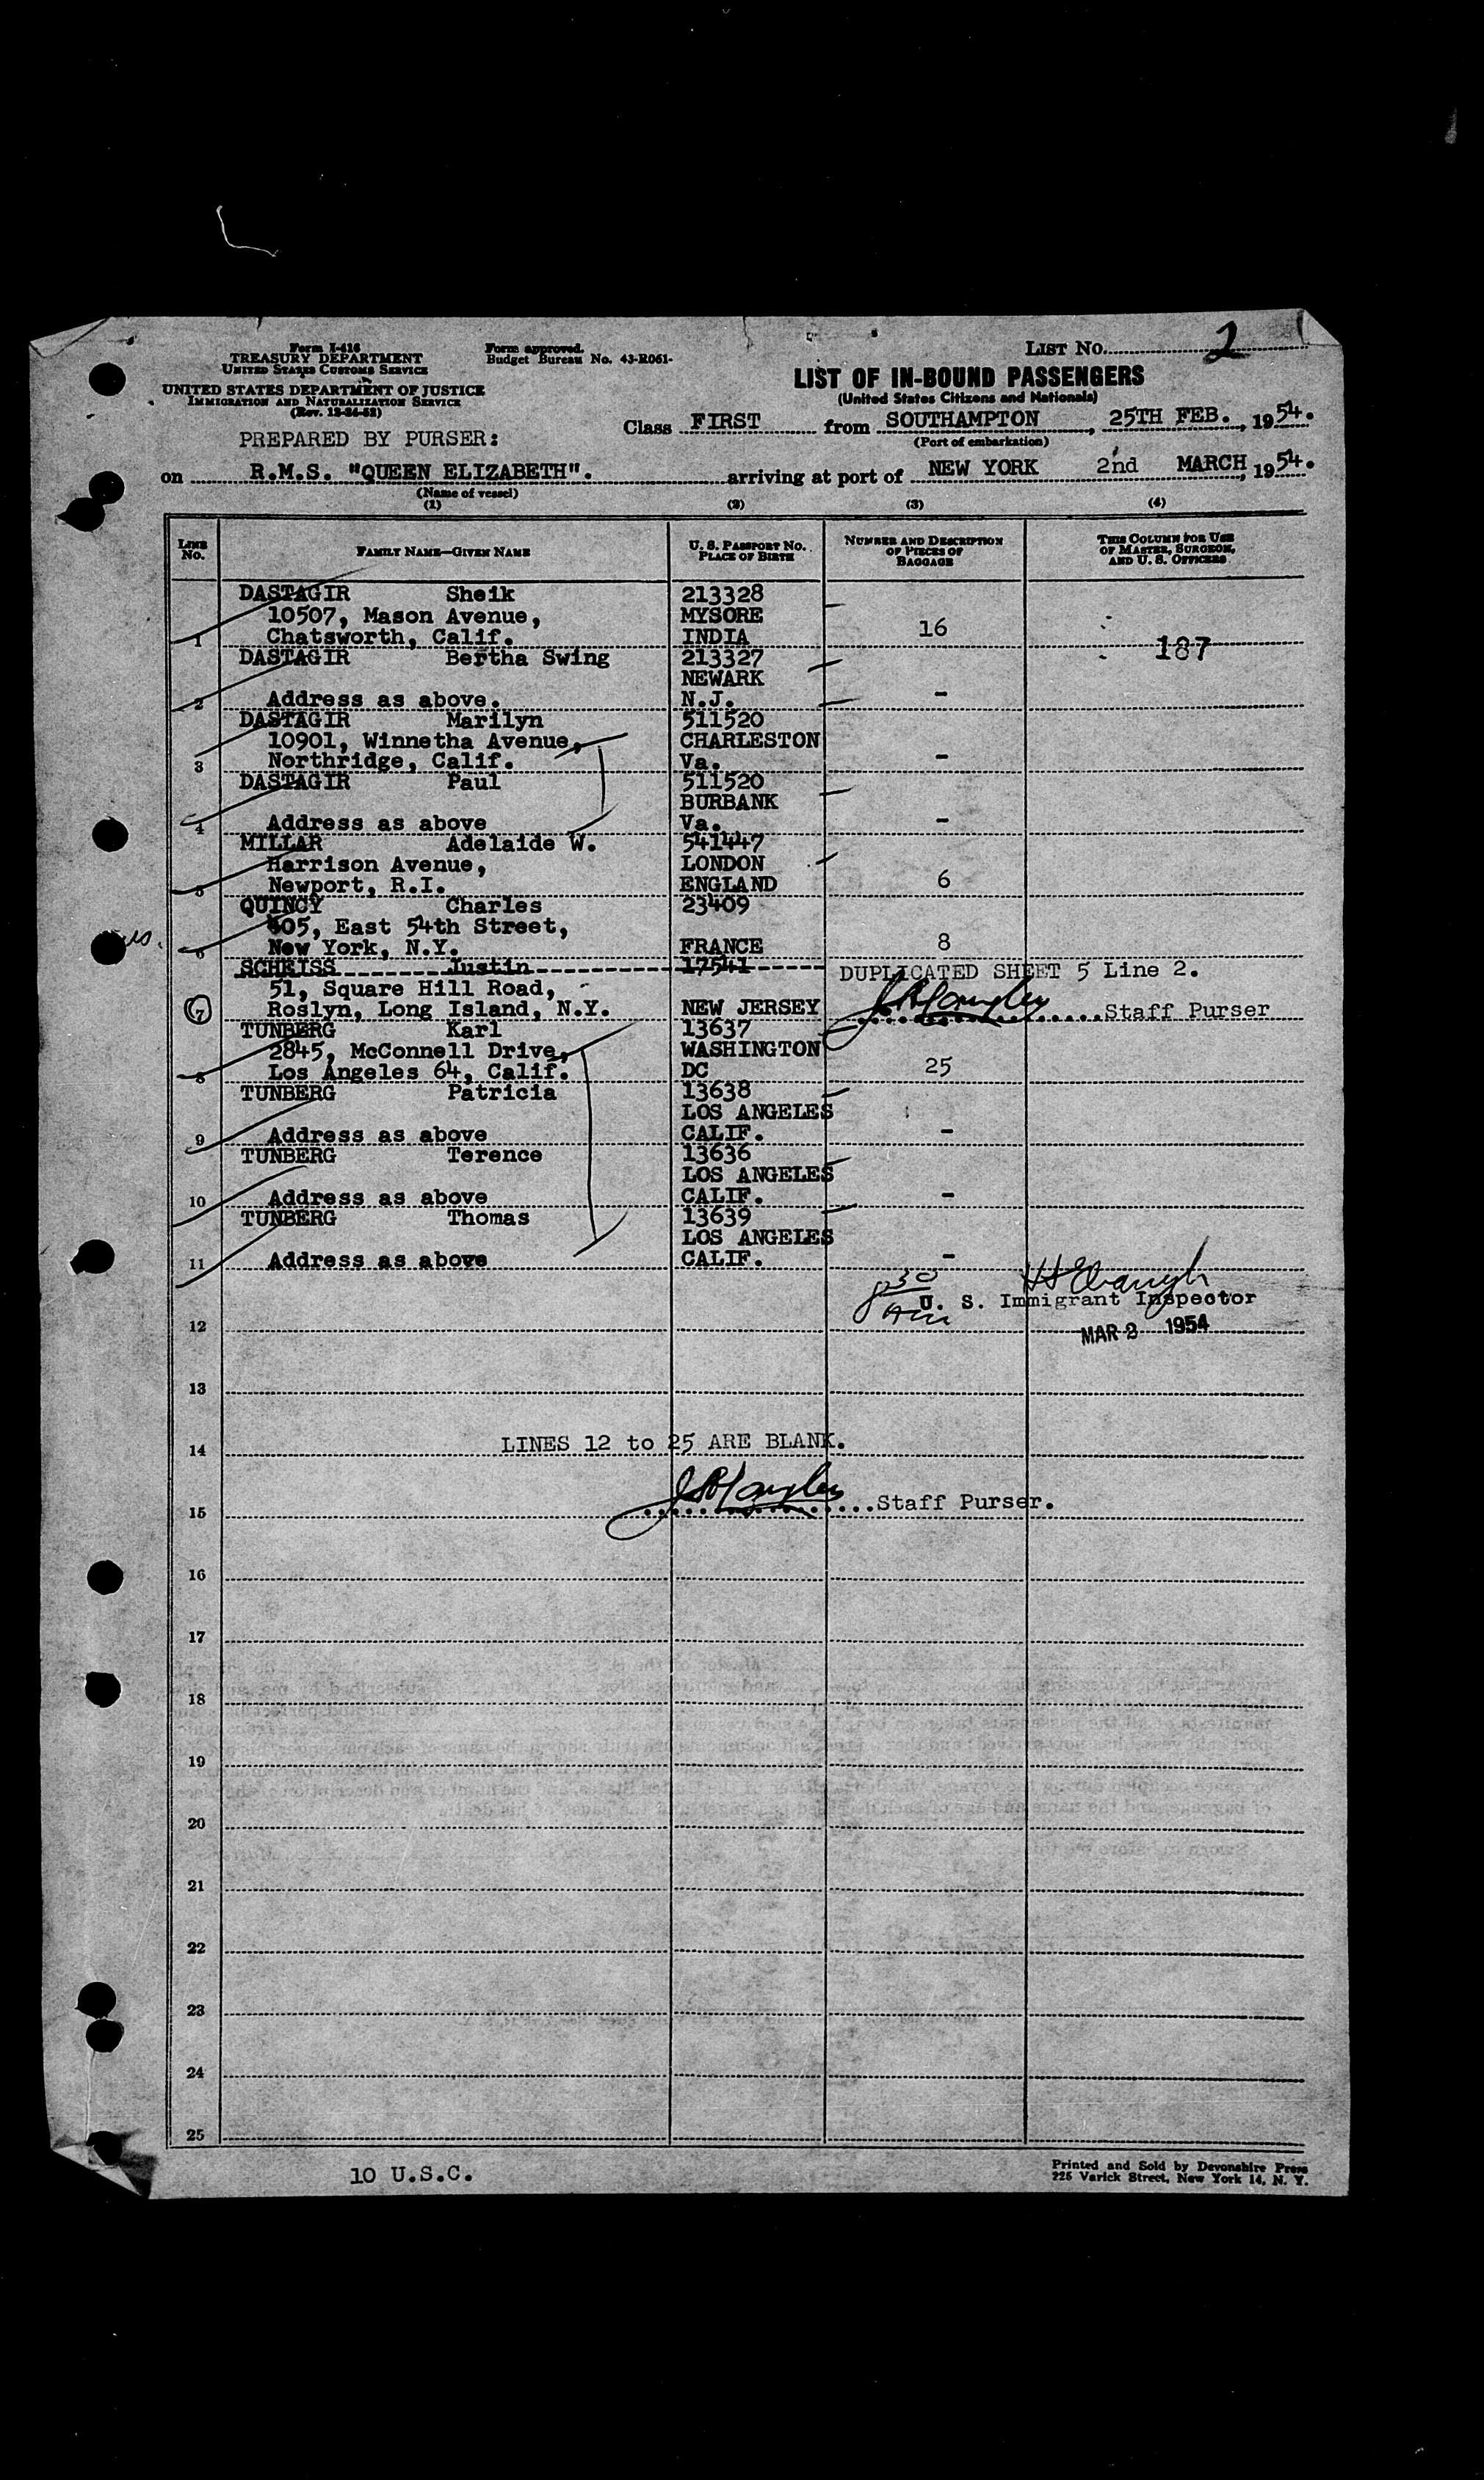 Form I-416
TREASURY DEPARTMENT
UNITED STATES CUSTOMS SERVICE
UNITED STATES DEPARTMENT OF JUSTICE
IMMIGRATION AND NATURALIZATION SERVICE
Form approved.
Budget Bureau No. 43-R061-
LIST NO. 2
LIST OF IN-BOUND PASSENGERS
(United States Citizens and Nationals)
PREPARED BY PURSER:
Class FIRST from SOUTHAMPTON, 25TH FEB., 1954.
(Port of embarkation)
on R.M.S. "QUEEN ELIZABETH". arriving at port of NEW YORK 2nd MARCH, 1954.
(Name of vessel)
(1) (2) (3) (4)
LINE NO.
FAMILY NAME—GIVEN NAME
U. S. PASSPORT NO. PLACE OF BIRTH
NUMBER AND DESCRIPTION OF PIECES OF BAGGAGE
THIS COLUMN FOR USE OF MASTER, SURGEON, AND U. S. OFFICERS
DASTAGIR Sheik 213328
10507, Mason Avenue, MYSORE
1 Chatsworth, Calif. INDIA 16 187
DASTAGIR Bertha Swing 213327
NEWARK
2 Address as above. N.J. -
DASTAGIR Marilyn 511520
10901, Winnetha Avenue, CHARLESTON
3 Northridge, Calif. Va. -
DASTAGIR Paul 511520
BURBANK
4 Address as above Va. -
MILLAR Adelaide W. 541447
Harrison Avenue, LONDON
5 Newport, R.I. ENGLAND 6
QUINCY Charles 23409
405, East 54th Street,
6 New York, N.Y. FRANCE 8
SCHEISS Justin 17541 DUPLICATED SHEET 5 Line 2.
51, Square Hill Road,
7 Roslyn, Long Island, N.Y. NEW JERSEY Staff Purser
TUNBERG Karl 13637
2845, McConnell Drive, WASHINGTON
8 Los Angeles 64, Calif. DC 25
TUNBERG Patricia 13638
LOS ANGELES
9 Address as above CALIF. -
TUNBERG Terence 13636
LOS ANGELES
10 Address as above CALIF. -
TUNBERG Thomas 13639
LOS ANGELES
11 Address as above CALIF. -
830 AM U. S. Immigrant Inspector
12 MAR 2 1954
13
14 LINES 12 to 25 ARE BLANK.
15 Staff Purser.
16
17
18
19
20
21
22
23
24
25
10 U.S.C.
Printed and Sold by Devonshire Press
225 Varick Street, New York 14, N. Y.